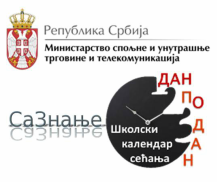 Република Србија
Министарство спољне и унутрашње
трговине и телекомуникација
СаЗнање
ДАН
ПО
ДАН
Школски
календар
сећања